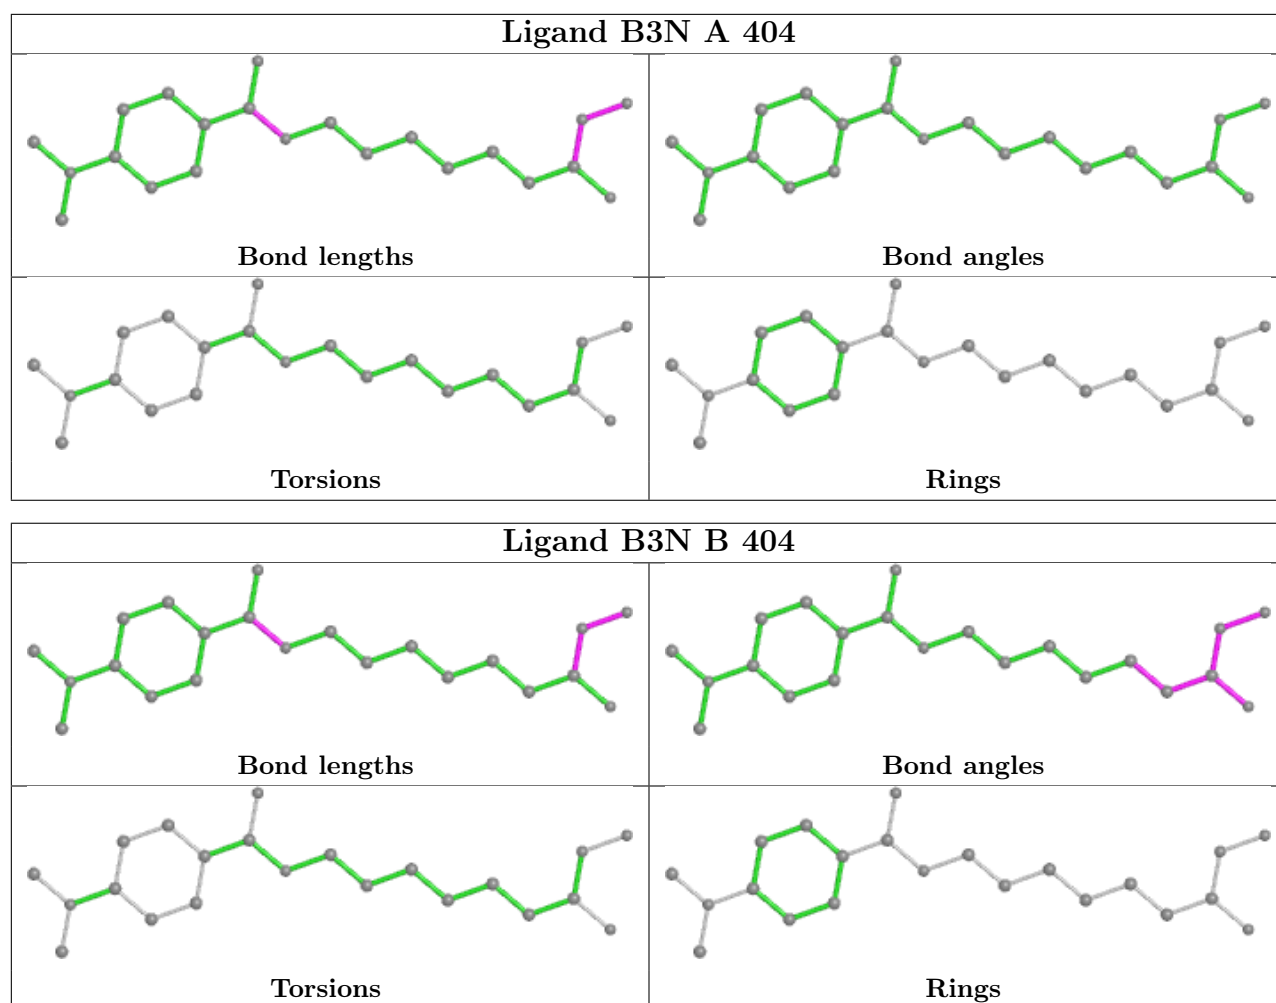 Ligand B3N A 404
Bond lengths
Bond angles
Torsions
Rings
Ligand B3N B 404
Bond lengths
Bond angles
Torsions
Rings